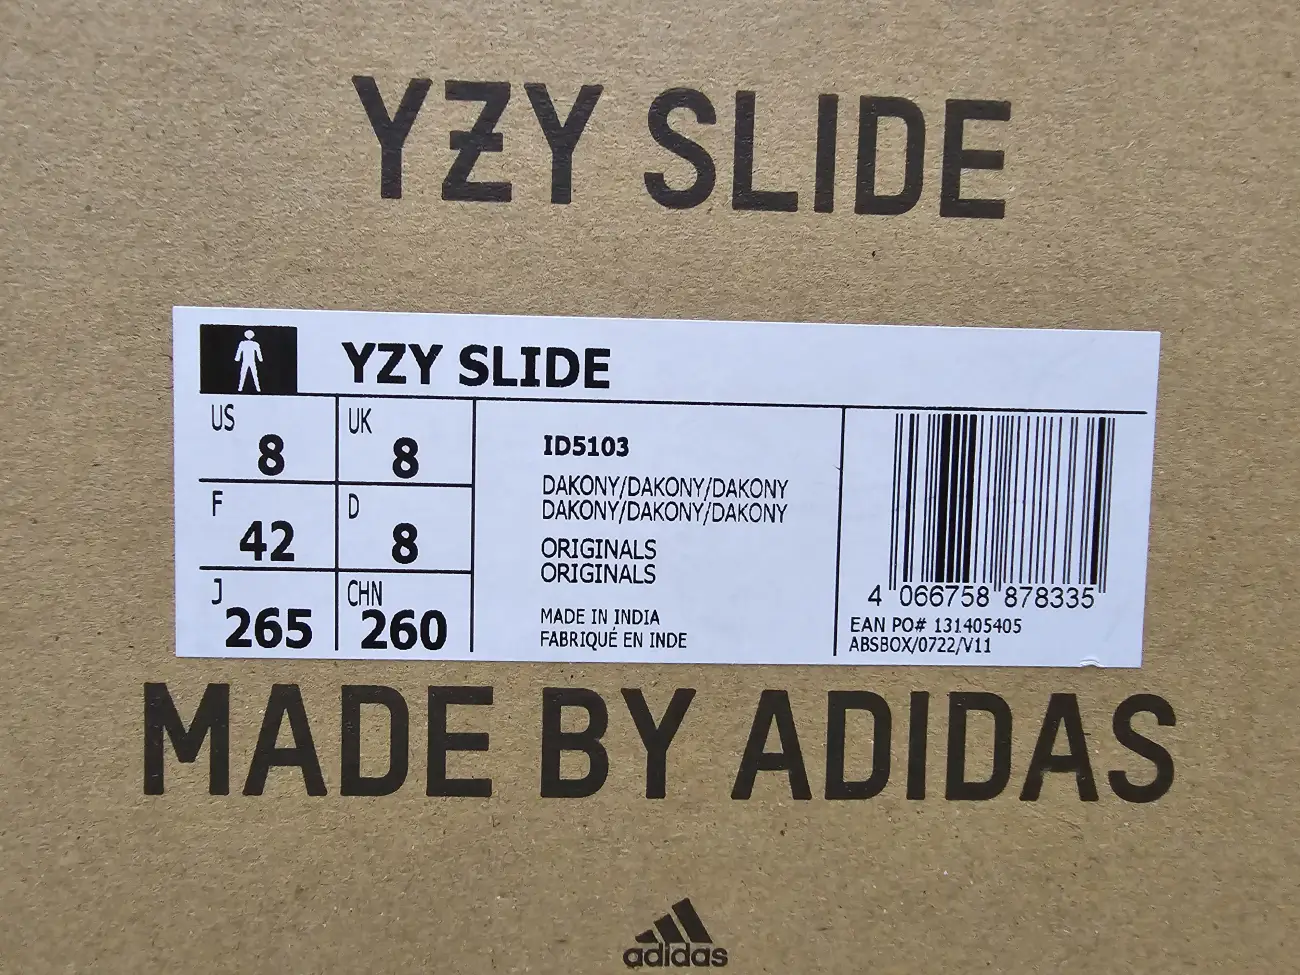 YZY SLIDE
YZY SLIDE
US 8 UK 8
F 42 D 8
J 265 CHN 260
ID5103
DAKONY/DAKONY/DAKONY
DAKONY/DAKONY/DAKONY
ORIGINALS
ORIGINALS
MADE IN INDIA
FABRIQUÉ EN INDE
4 066758 878335
EAN PO# 131405405
ABSBOX/0722/V11
MADE BY ADIDAS
adidas